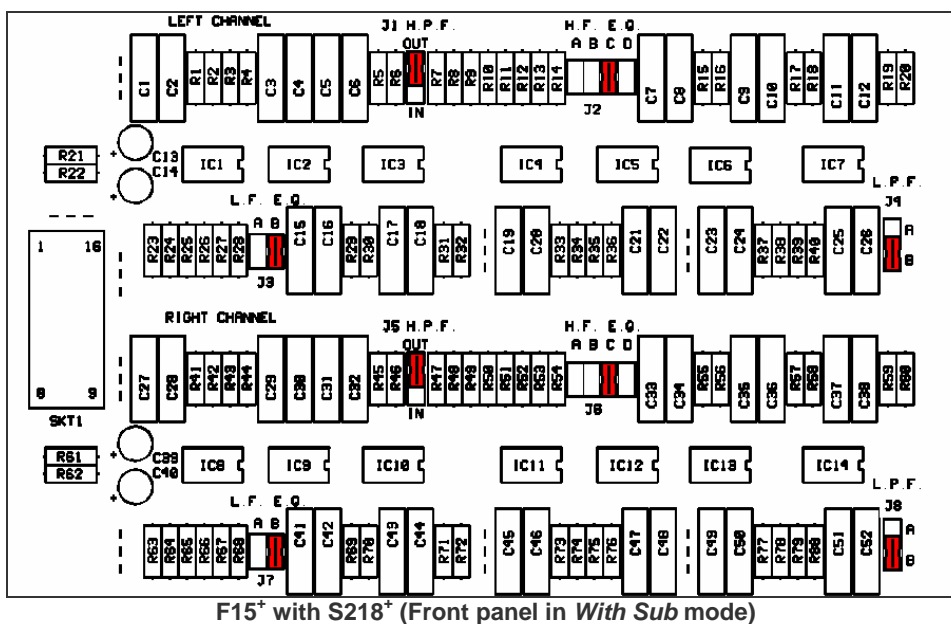 LEFT CHANNEL
J1 H.P.F.
OUT
IN
H.F. E.Q.
A B C D
J2
C1 C2 R1 R2 R3 R4 C3 C4 C5 C6 R5 R6 R7 R8 R9 R10 R11 R12 R13 R14 C7 C8 R15 R16 C9 C10 R17 R18 C11 C12 R19 R20
R21
R22
+
C13
C14
+
IC1 IC2 IC3 IC4 IC5 IC6 IC7
L.F. E.Q.
A B
J3
L.P.F.
J4
A
B
R23 R24 R25 R26 R27 R28 C15 C16 R29 R30 C17 C18 R31 R32 C19 C20 R33 R34 R35 R36 C21 C22 C23 C24 R37 R38 R39 R40 C25 C26
1 16
8 9
SKT1
RIGHT CHANNEL
J5 H.P.F.
OUT
IN
H.F. E.Q.
A B C D
J6
C27 C28 R41 R42 R43 R44 C29 C30 C31 C32 R45 R46 R47 R48 R49 R50 R51 R52 R53 R54 C33 C34 R55 R56 C35 C36 R57 R58 C37 C38 R59 R60
R61
R62
+
C39
C40
+
IC8 IC9 IC10 IC11 IC12 IC13 IC14
L.F. E.Q.
A B
J7
L.P.F.
J8
A
B
R63 R64 R65 R66 R67 R68 C41 C42 R69 R70 C43 C44 R71 R72 C45 C46 R73 R74 R75 R76 C47 C48 C49 C50 R77 R78 R79 R80 C51 C52
F15+ with S218+ (Front panel in With Sub mode)